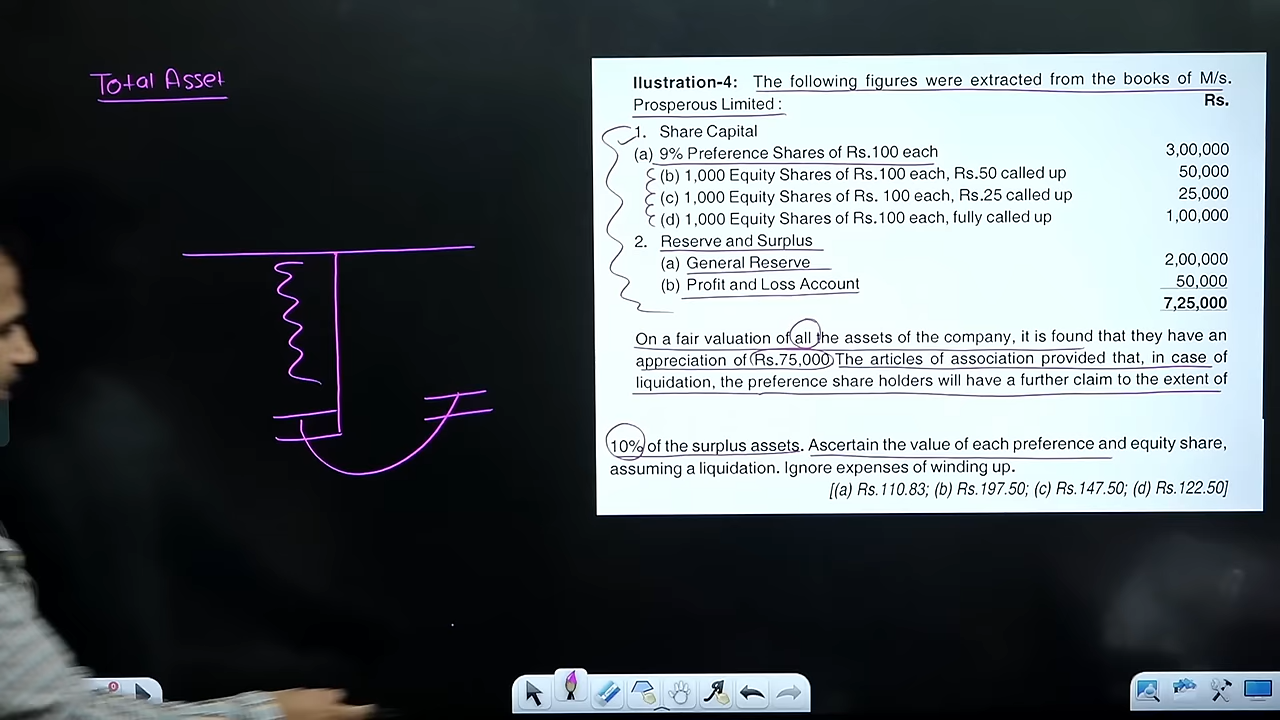 Total Asset
Ilustration-4: The following figures were extracted from the books of M/s.
Prosperous Limited :
Rs.
1. Share Capital
(a) 9% Preference Shares of Rs.100 each 3,00,000
(b) 1,000 Equity Shares of Rs.100 each, Rs.50 called up 50,000
(c) 1,000 Equity Shares of Rs. 100 each, Rs.25 called up 25,000
(d) 1,000 Equity Shares of Rs.100 each, fully called up 1,00,000
2. Reserve and Surplus
(a) General Reserve 2,00,000
(b) Profit and Loss Account 50,000
7,25,000
On a fair valuation of all the assets of the company, it is found that they have an
appreciation of Rs.75,000 The articles of association provided that, in case of
liquidation, the preference share holders will have a further claim to the extent of
10% of the surplus assets. Ascertain the value of each preference and equity share,
assuming a liquidation. Ignore expenses of winding up.
[(a) Rs.110.83; (b) Rs.197.50; (c) Rs.147.50; (d) Rs.122.50]